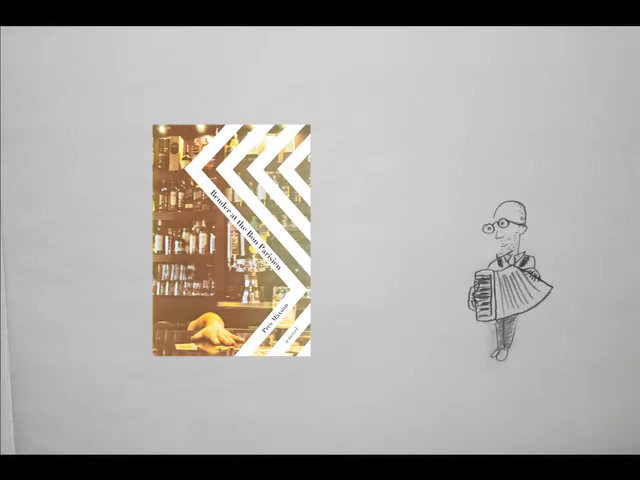 Bender at the Bon Parisien
Pres Maxson
a novel